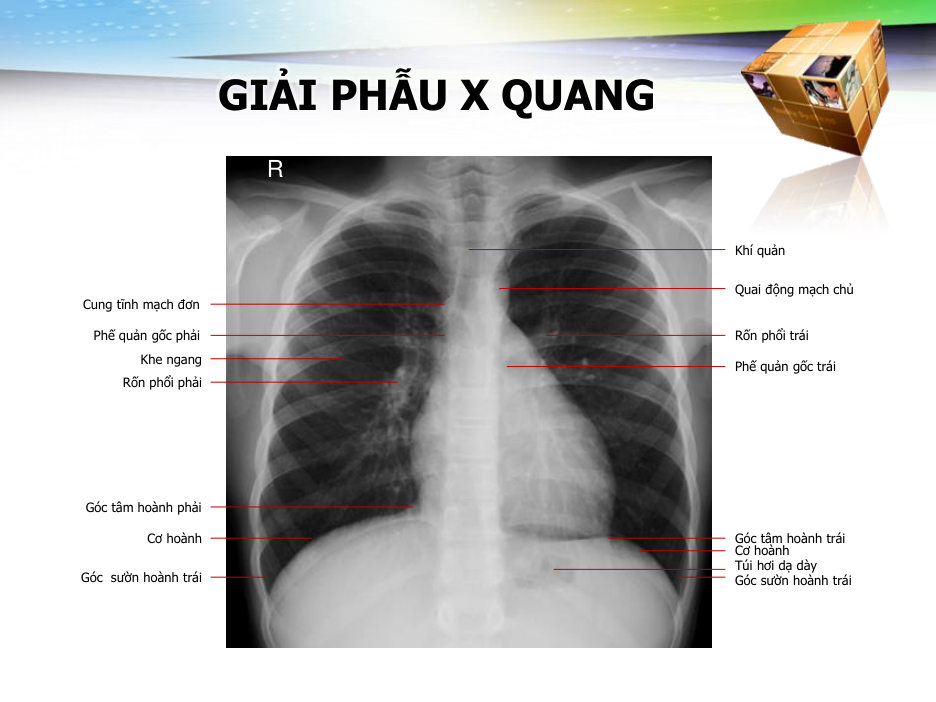 GIẢI PHẪU X QUANG
R
Khí quản
Quai động mạch chủ
Cung tĩnh mạch đơn
Phế quản gốc phải
Rốn phổi trái
Khe ngang
Phế quản gốc trái
Rốn phổi phải
Góc tâm hoành phải
Cơ hoành
Góc tâm hoành trái
Cơ hoành
Túi hơi dạ dày
Góc sườn hoành trái
Góc sườn hoành trái